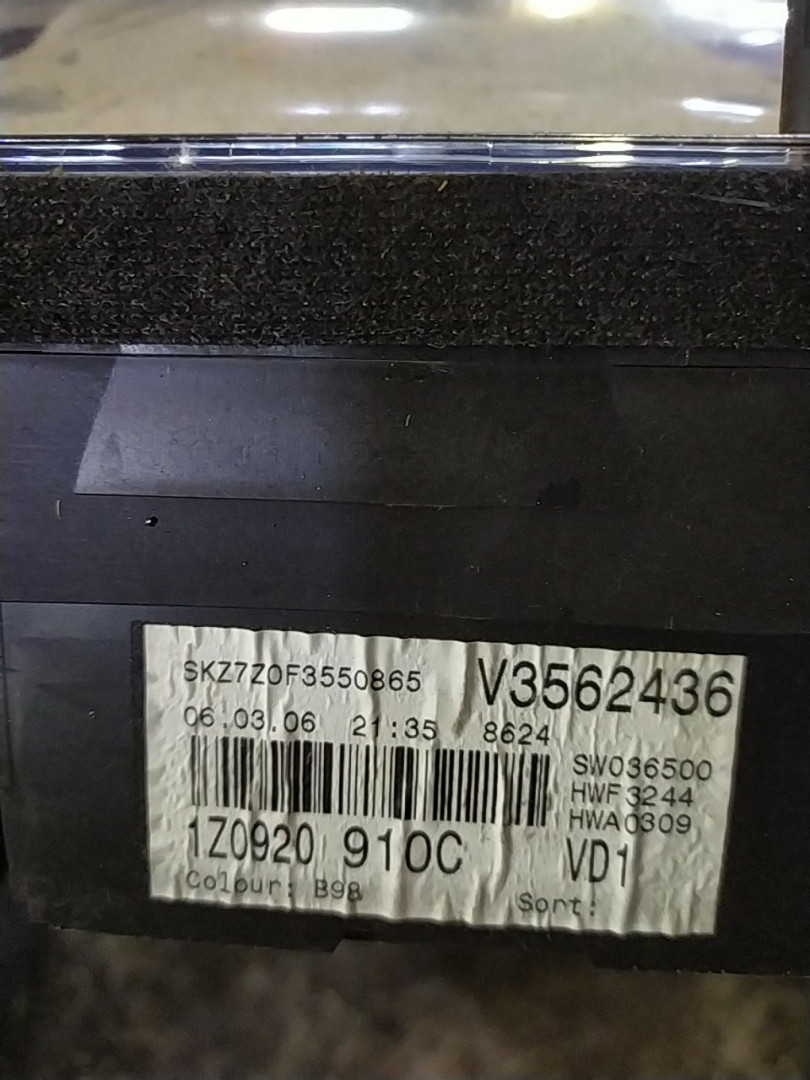 SKZ7Z0F3550865 V3562436
06.03.06 21:35 8624
SW036500
HWF3244
HWA0309
1Z0920 910C VD1
Colour: B98 Sort: